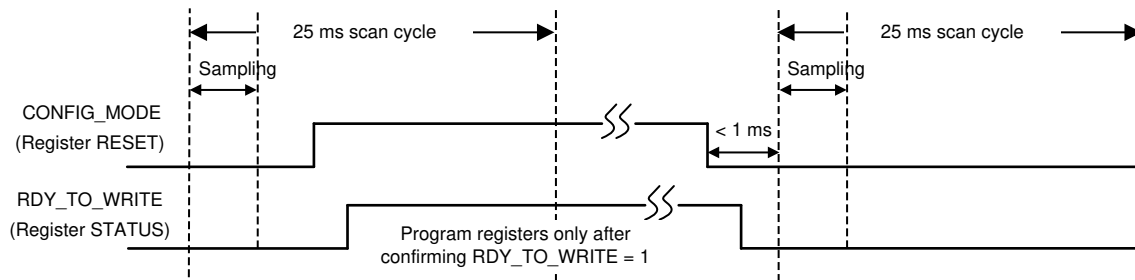 25 ms scan cycle
25 ms scan cycle
Sampling
Sampling
CONFIG_MODE
(Register RESET)
< 1 ms
RDY_TO_WRITE
(Register STATUS)
Program registers only after
confirming RDY_TO_WRITE = 1